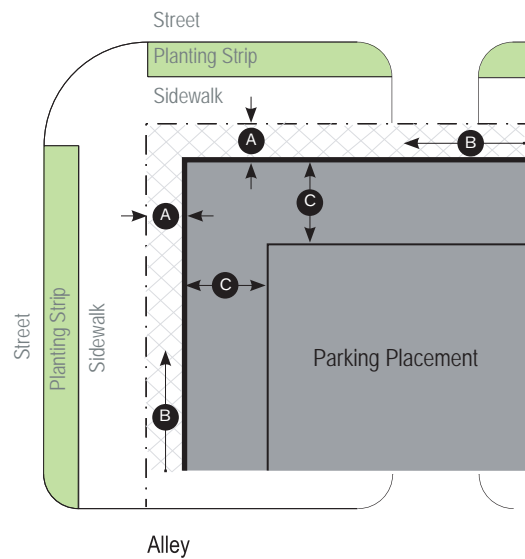 Street
Planting Strip
Sidewalk
A
B
A
C
C
Parking Placement
Street
Planting Strip
Sidewalk
B
Alley